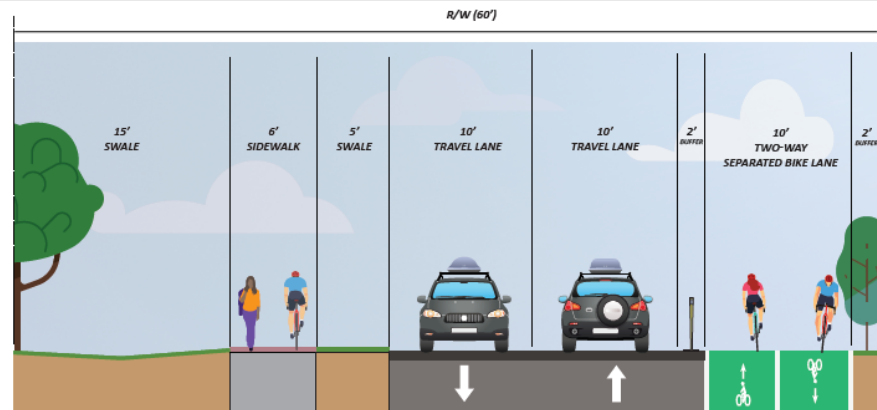 R/W (60')
15'
SWALE
6'
SIDEWALK
5'
SWALE
10'
TRAVEL LANE
10'
TRAVEL LANE
2'
BUFFER
10'
TWO-WAY
SEPARATED BIKE LANE
2'
BUFFER